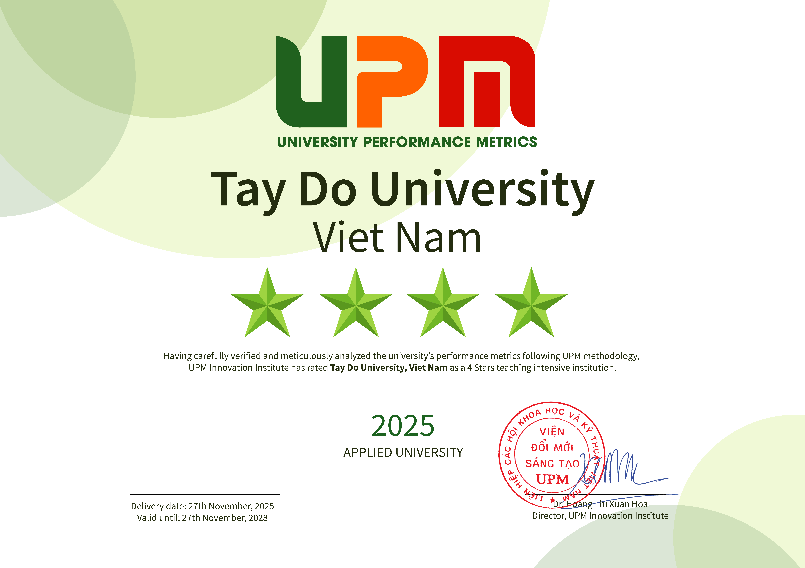 UPM
UNIVERSITY PERFORMANCE METRICS
Tay Do University
Viet Nam
Having carefully verified and meticulously analyzed the university's performance metrics following UPM methodology,
UPM Innovation Institute has rated Tay Do University, Viet Nam as a 4 Stars teaching intensive institution.
2025
APPLIED UNIVERSITY
LIÊN HIỆP CÁC HỘI KHOA HỌC VÀ KỸ THUẬT VIỆT NAM
VIỆN
ĐỔI MỚI
SÁNG TẠO
UPM
Delivery date: 27th November, 2025
Valid until: 27th November, 2028
Dr. Hoang Thi Xuan Hoa
Director, UPM Innovation Institute